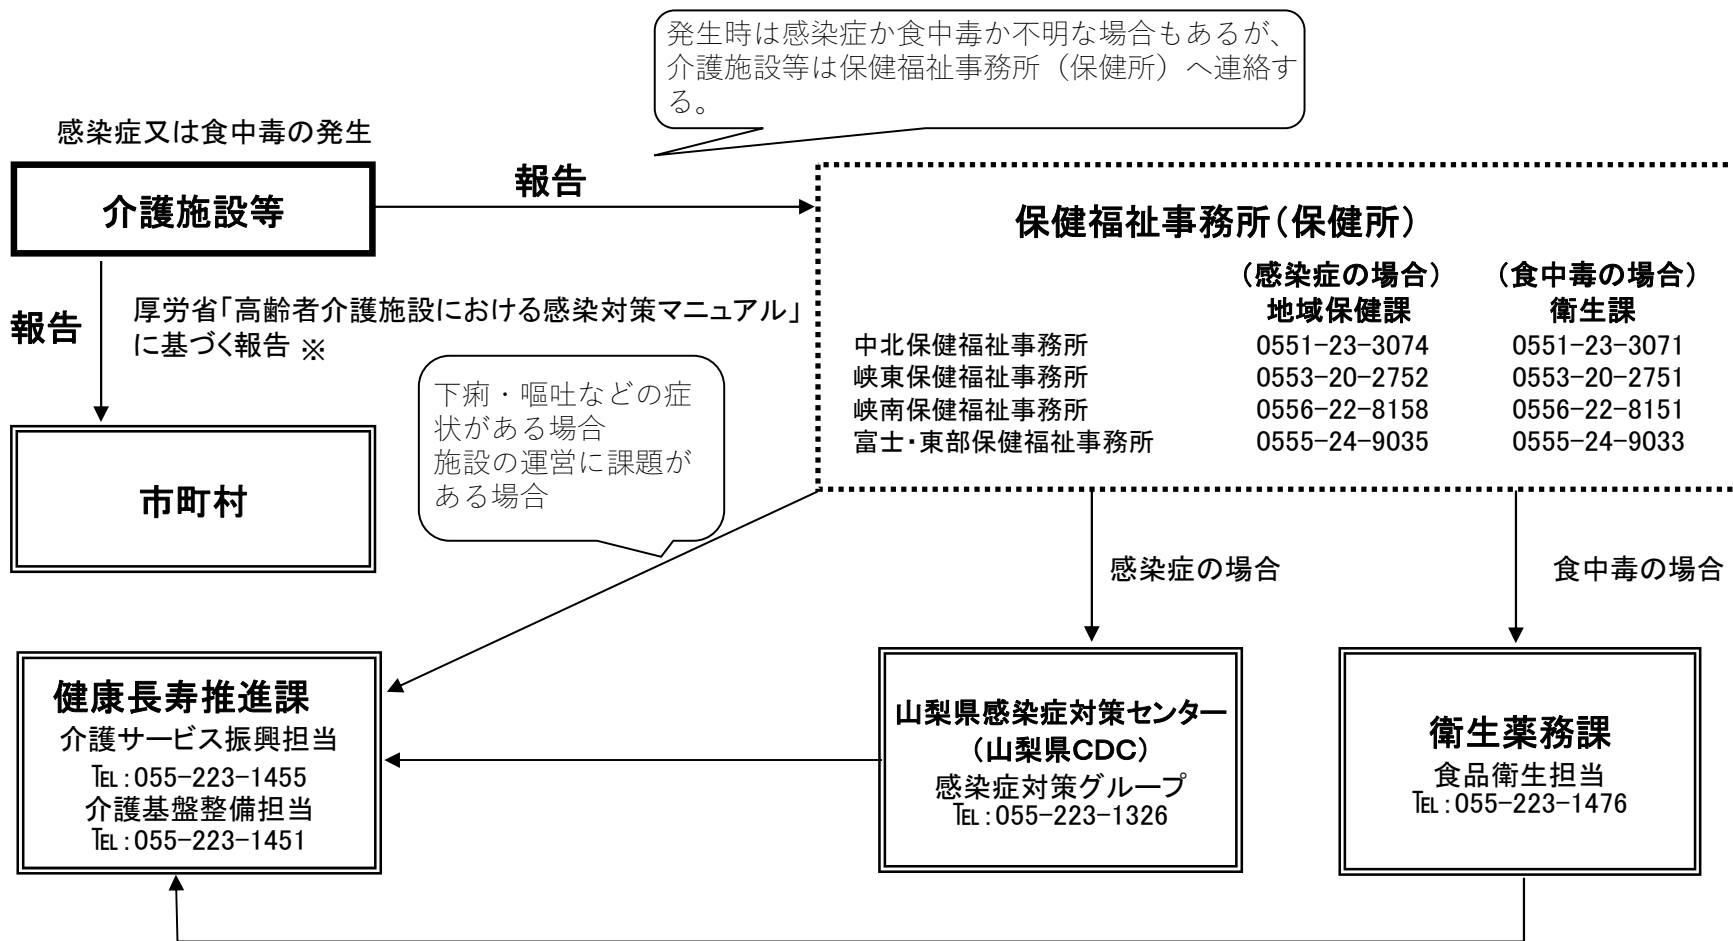 発生時は感染症か食中毒か不明な場合もあるが、
介護施設等は保健福祉事務所（保健所）へ連絡す
る。
感染症又は食中毒の発生
介護施設等
報告
保健福祉事務所（保健所）
（感染症の場合） （食中毒の場合）
地域保健課 衛生課
中北保健福祉事務所 0551-23-3074 0551-23-3071
峡東保健福祉事務所 0553-20-2752 0553-20-2751
峡南保健福祉事務所 0556-22-8158 0556-22-8151
富士・東部保健福祉事務所 0555-24-9035 0555-24-9033
報告
厚労省「高齢者介護施設における感染対策マニュアル」
に基づく報告 ※
下痢・嘔吐などの症
状がある場合
施設の運営に課題が
ある場合
市町村
感染症の場合
食中毒の場合
健康長寿推進課
介護サービス振興担当
℡：055-223-1455
介護基盤整備担当
℡：055-223-1451
山梨県感染症対策センター
（山梨県CDC）
感染症対策グループ
℡：055-223-1326
衛生薬務課
食品衛生担当
℡：055-223-1476